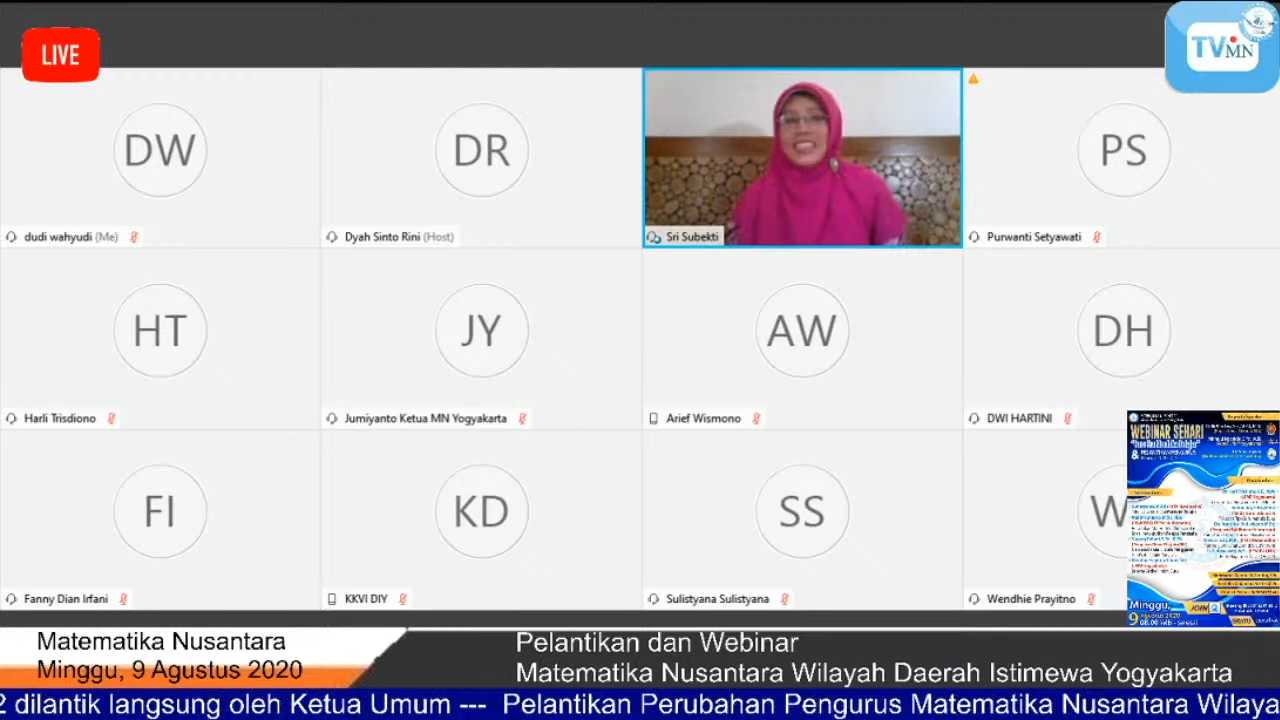 LIVE
TVMN
DW
DR
PS
dudi wahyudi (Me)
Dyah Sinto Rini (Host)
Sri Subekti
Purwanti Setyawati
HT
JY
AW
DH
Harli Trisdiono
Jumiyanto Ketua MN Yogyakarta
Arief Wismono
DWI HARTINI
FI
KD
SS
W
Fanny Dian Irfani
KKVI DIY
Sulistyana Sulistyana
Wendhie Prayitno
WEBINAR SEHARI
&
Minggu,
9 Agustus 2020
JOIN
Matematika Nusantara
Minggu, 9 Agustus 2020
Pelantikan dan Webinar
Matematika Nusantara Wilayah Daerah Istimewa Yogyakarta
2 dilantik langsung oleh Ketua Umum --- Pelantikan Perubahan Pengurus Matematika Nusantara Wilaya